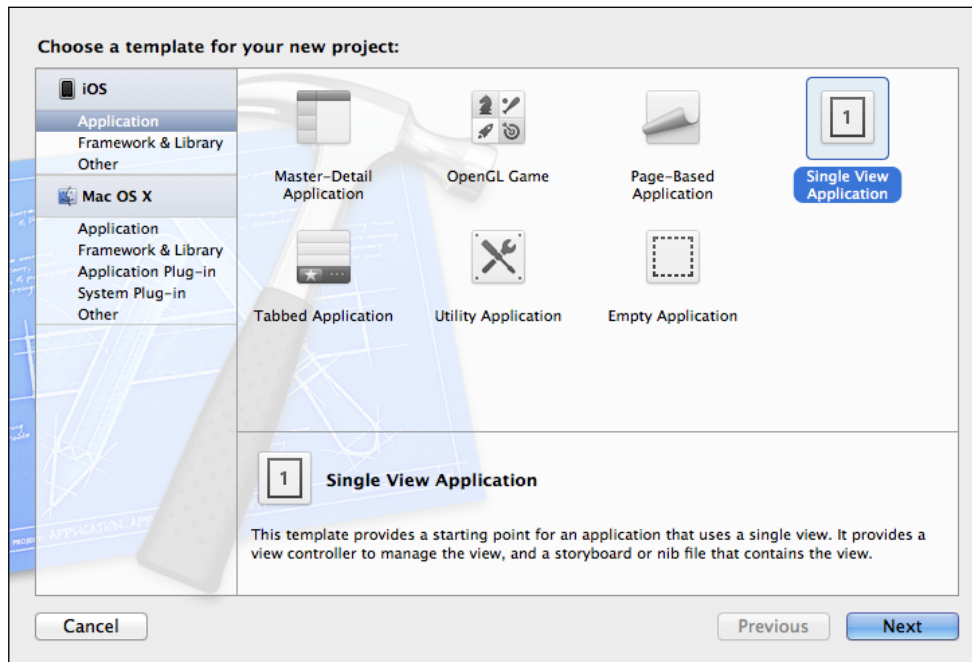 Choose a template for your new project:
iOS
Application
Framework & Library
Other
Mac OS X
Application
Framework & Library
Application Plug-in
System Plug-in
Other
Master-Detail
Application
OpenGL Game
Page-Based
Application
1
Single View
Application
Tabbed Application
Utility Application
Empty Application
1
Single View Application
This template provides a starting point for an application that uses a single view. It provides a
view controller to manage the view, and a storyboard or nib file that contains the view.
Cancel
Previous
Next